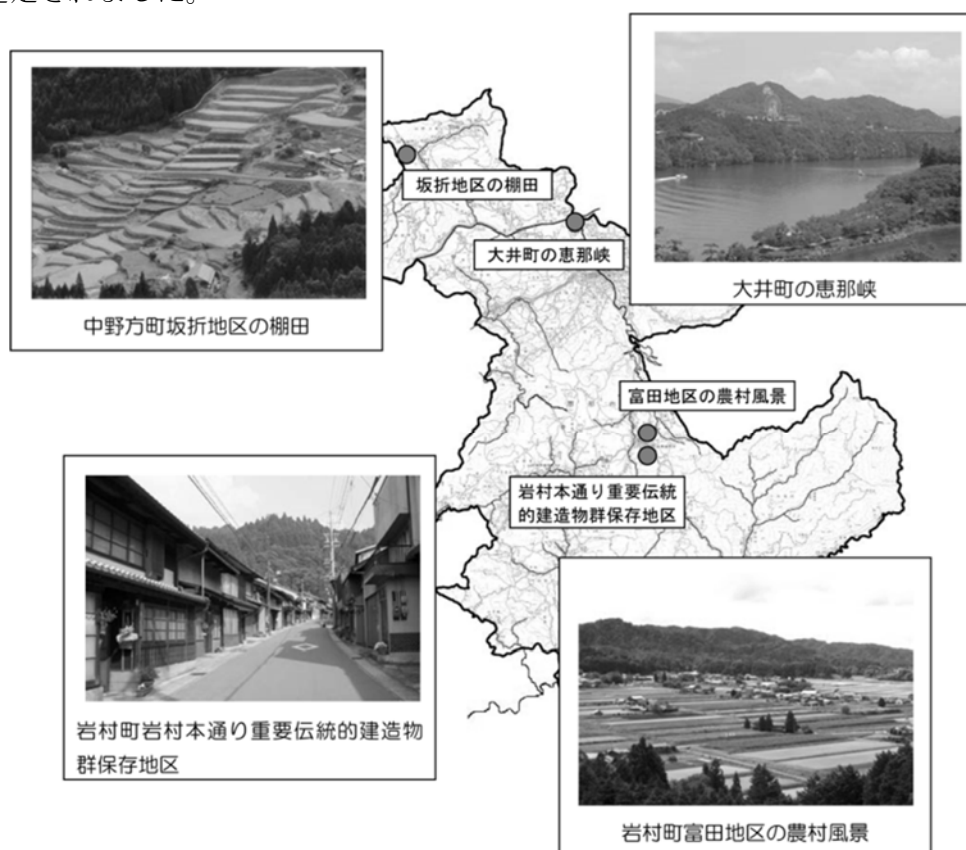 坂折地区の棚田
大井町の恵那峡
中野方町坂折地区の棚田
大井町の恵那峡
富田地区の農村風景
岩村本通り重要伝統
的建造物群保存地区
岩村町岩村本通り重要伝統的建造物
群保存地区
岩村町富田地区の農村風景